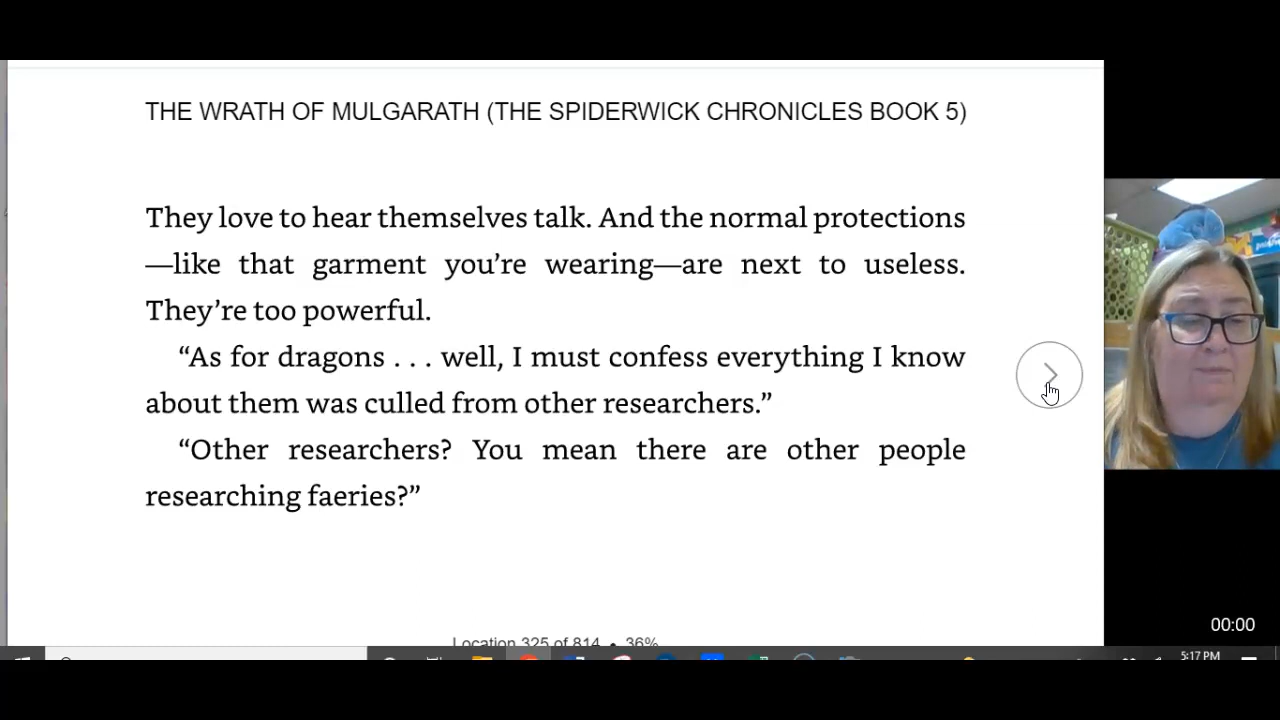 THE WRATH OF MULGARATH (THE SPIDERWICK CHRONICLES BOOK 5)
They love to hear themselves talk. And the normal protections
—like that garment you’re wearing—are next to useless.
They’re too powerful.
“As for dragons . . . well, I must confess everything I know
about them was culled from other researchers.”
“Other researchers? You mean there are other people
researching faeries?”
Location 325 of 814 • 36%
00:00
5:17 PM